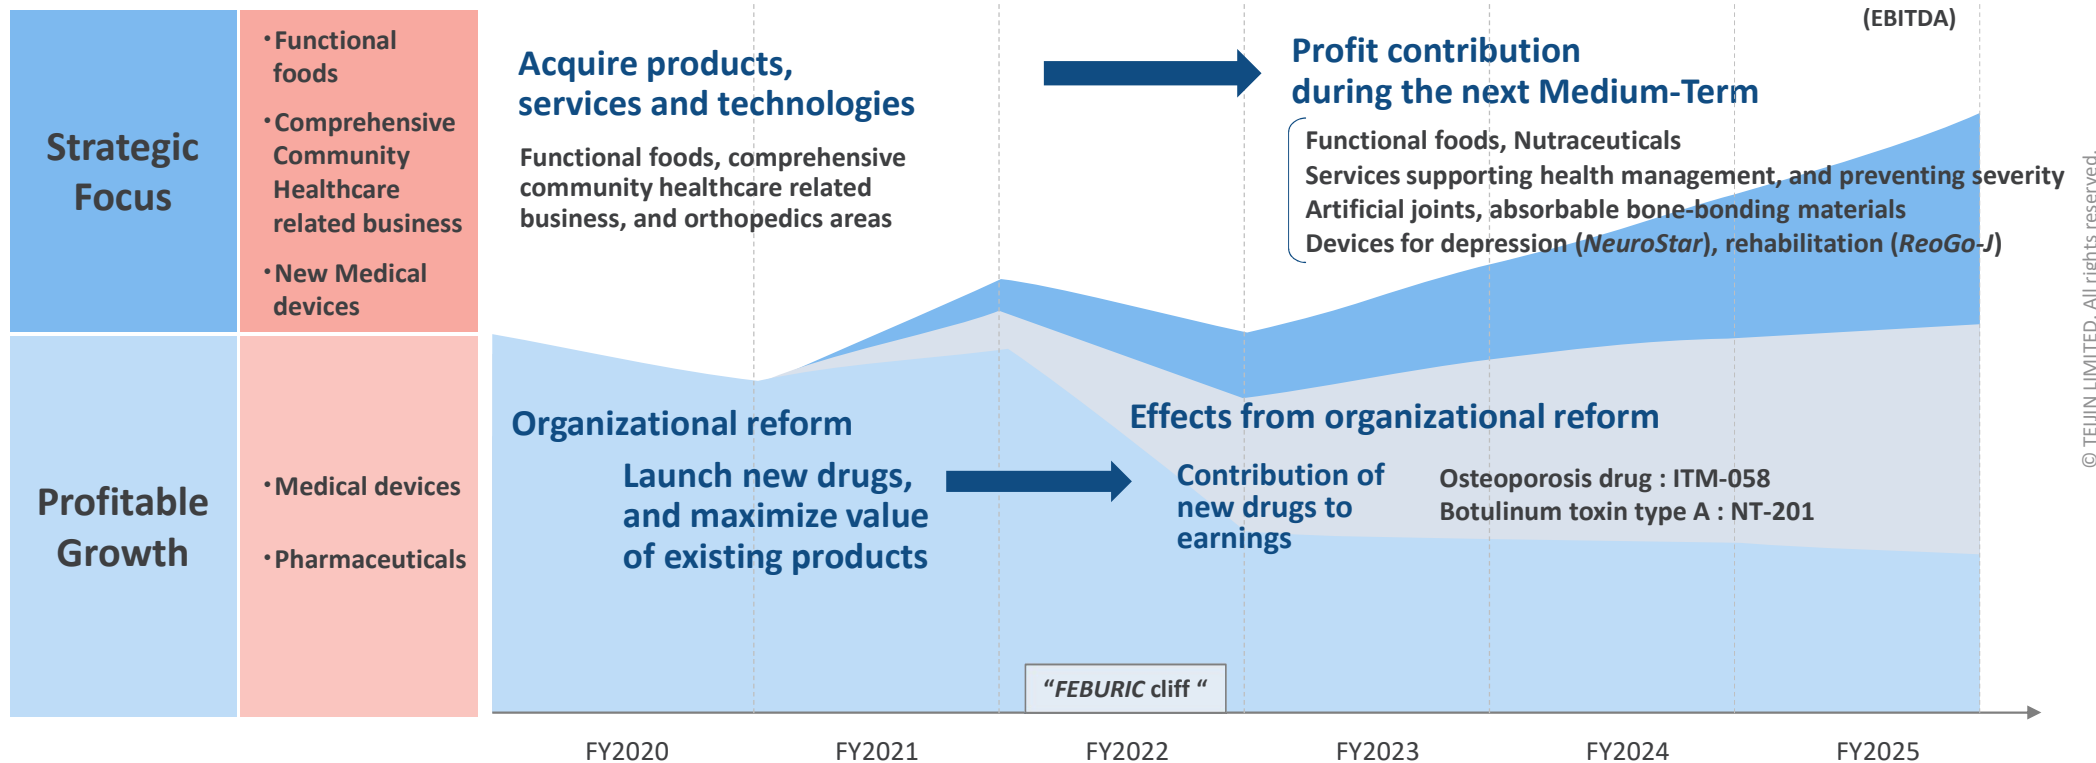 Strategic
Focus
・Functional
foods
・Comprehensive
Community
Healthcare
related business
・New Medical
devices
Profitable
Growth
・Medical devices
・Pharmaceuticals
(EBITDA)
Acquire products,
services and technologies
Functional foods, comprehensive
community healthcare related
business, and orthopedics areas
Profit contribution
during the next Medium-Term
Functional foods, Nutraceuticals
Services supporting health management, and preventing severity
Artificial joints, absorbable bone-bonding materials
Devices for depression (NeuroStar), rehabilitation (ReoGo-J)
Organizational reform
Launch new drugs,
and maximize value
of existing products
Effects from organizational reform
Contribution of
new drugs to
earnings
Osteoporosis drug : ITM-058
Botulinum toxin type A : NT-201
“FEBURIC cliff “
FY2020
FY2021
FY2022
FY2023
FY2024
FY2025
© TEIJIN LIMITED. All rights reserved.